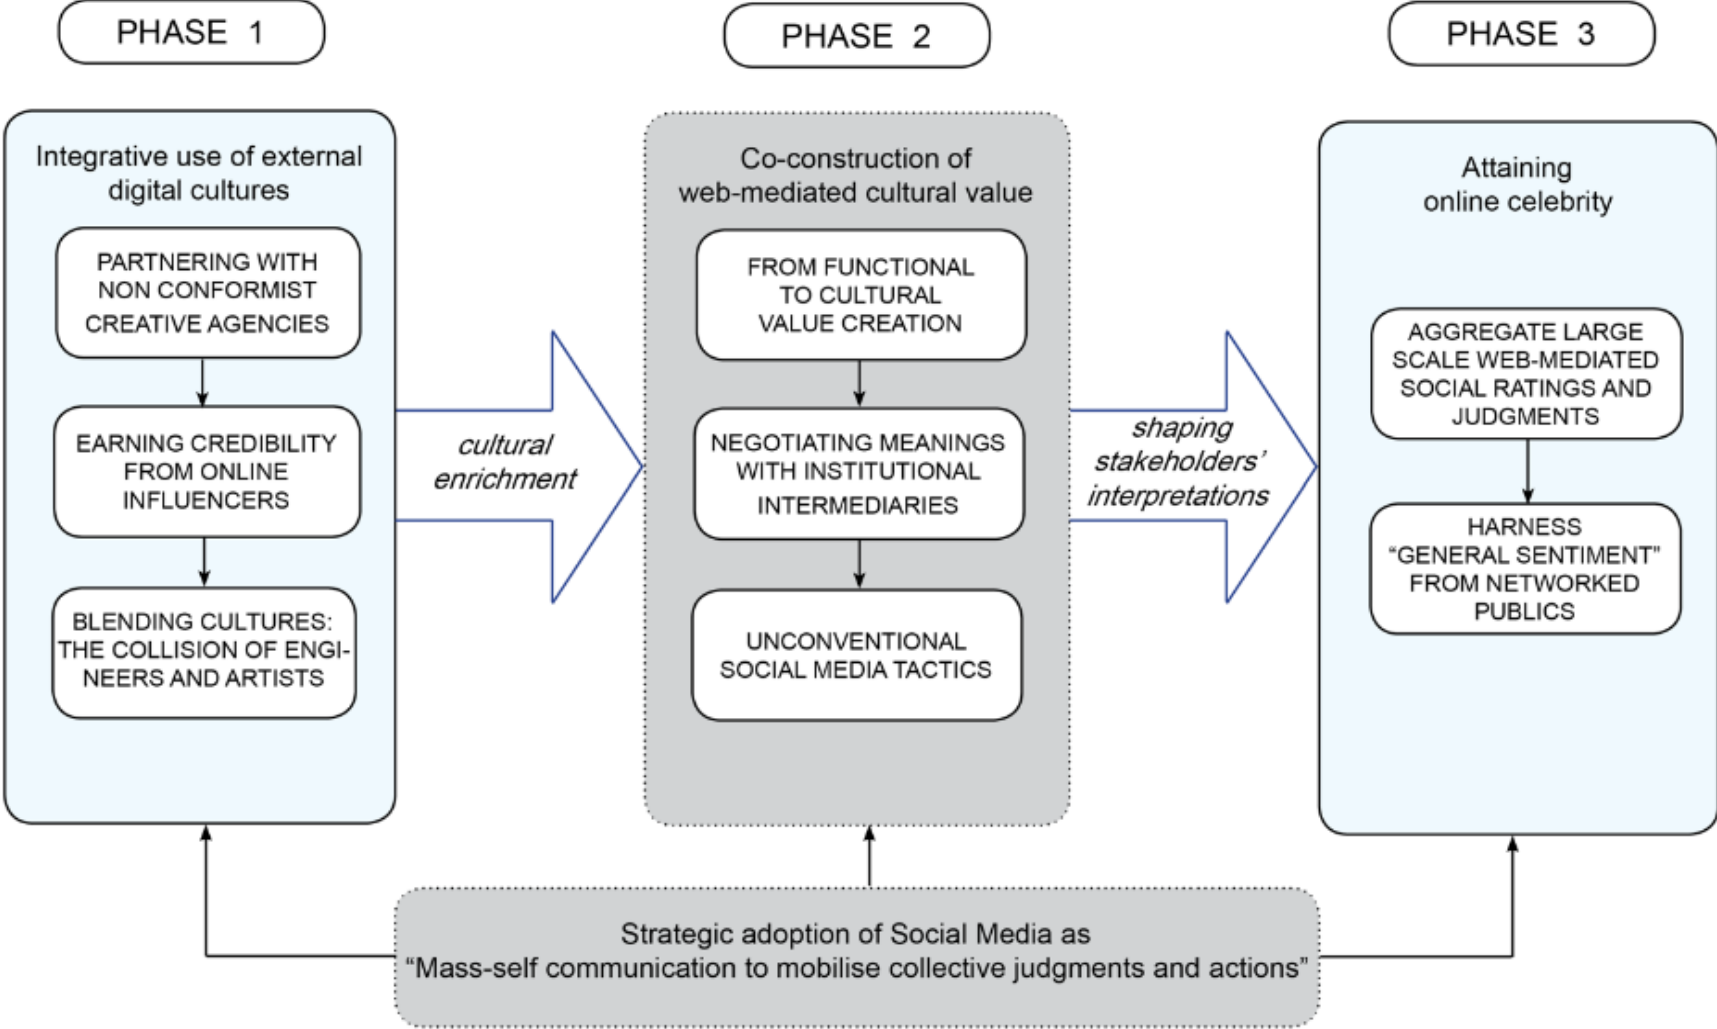 PHASE 1
PHASE 2
PHASE 3
Integrative use of external
digital cultures
PARTNERING WITH
NON CONFORMIST
CREATIVE AGENCIES
EARNING CREDIBILITY
FROM ONLINE
INFLUENCERS
BLENDING CULTURES:
THE COLLISION OF ENGI-
NEERS AND ARTISTS
cultural
enrichment
Co-construction of
web-mediated cultural value
FROM FUNCTIONAL
TO CULTURAL
VALUE CREATION
NEGOTIATING MEANINGS
WITH INSTITUTIONAL
INTERMEDIARIES
UNCONVENTIONAL
SOCIAL MEDIA TACTICS
shaping
stakeholders’
interpretations
Attaining
online celebrity
AGGREGATE LARGE
SCALE WEB-MEDIATED
SOCIAL RATINGS AND
JUDGMENTS
HARNESS
“GENERAL SENTIMENT”
FROM NETWORKED
PUBLICS
Strategic adoption of Social Media as
“Mass-self communication to mobilise collective judgments and actions”